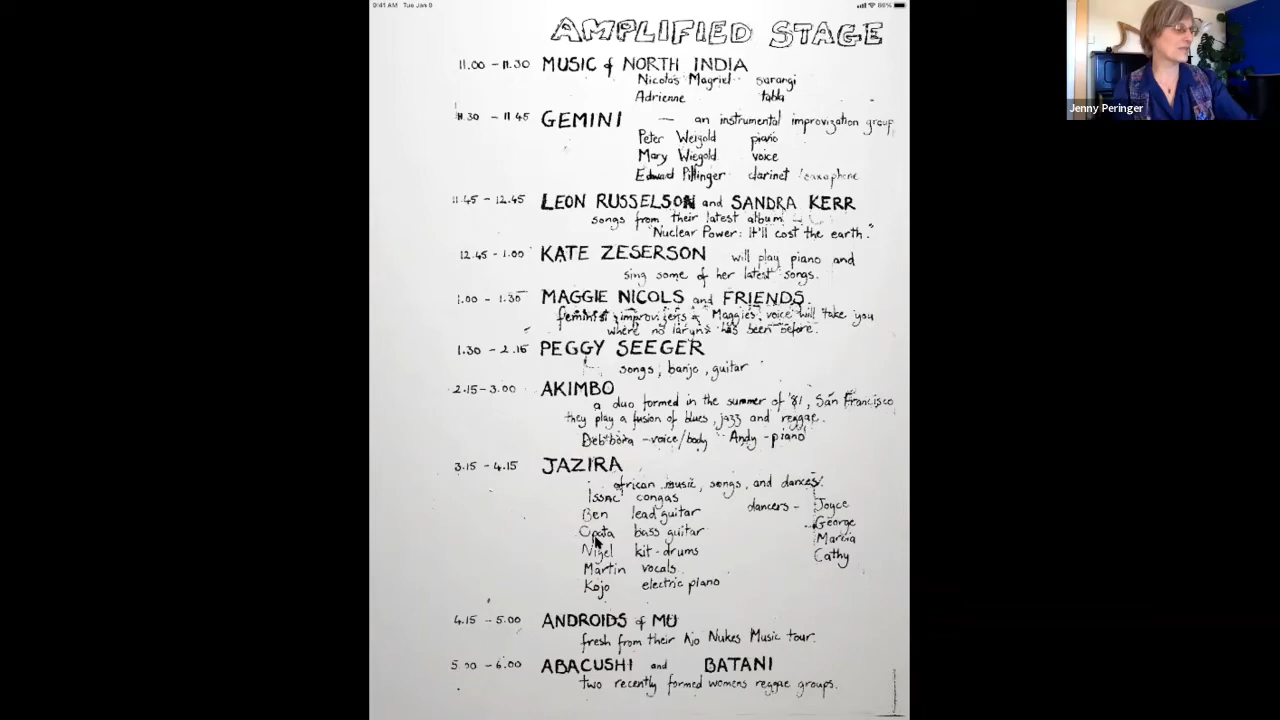 9:41 AM Tue Jan 9
86%
AMPLIFIED STAGE
11.00 - 11.30 MUSIC of NORTH INDIA
Nicolas Magriel sarangi
Adrienne tabla
11.30 - 11.45 GEMINI — an instrumental improvization group
Peter Weigold piano
Mary Wiegold voice
Edward Pillinger clarinet saxophone
11.45 - 12.45 LEON RUSSELSON and SANDRA KERR
songs from their latest album -
"Nuclear Power: It'll cost the earth."
12.45 - 1.00 KATE ZESERSON will play piano and
sing some of her latest songs.
1.00 - 1.30 MAGGIE NICOLS and FRIENDS.
feminist improvizers Maggies' voice will take you
where no larynx has been before.
1.30 - 2.15 PEGGY SEEGER
songs, banjo, guitar
2.15 - 3.00 AKIMBO
a duo formed in the summer of '81, San Francisco
they play a fusion of blues, jazz and reggae.
Deb'bora - voice/body Andy - piano
3.15 - 4.15 JAZIRA
african music, songs, and dances.
Issac congas
Ben lead guitar dancers - Joyce
Opata bass guitar George
Nigel kit-drums Marcia
Martin vocals. Cathy
Kojo electric piano
4.15 - 5.00 ANDROIDS of MU
fresh from their No Nukes Music tour.
5.00 - 6.00 ABACUSHI and BATANI
two recently formed womens reggae groups.
Jenny Peringer